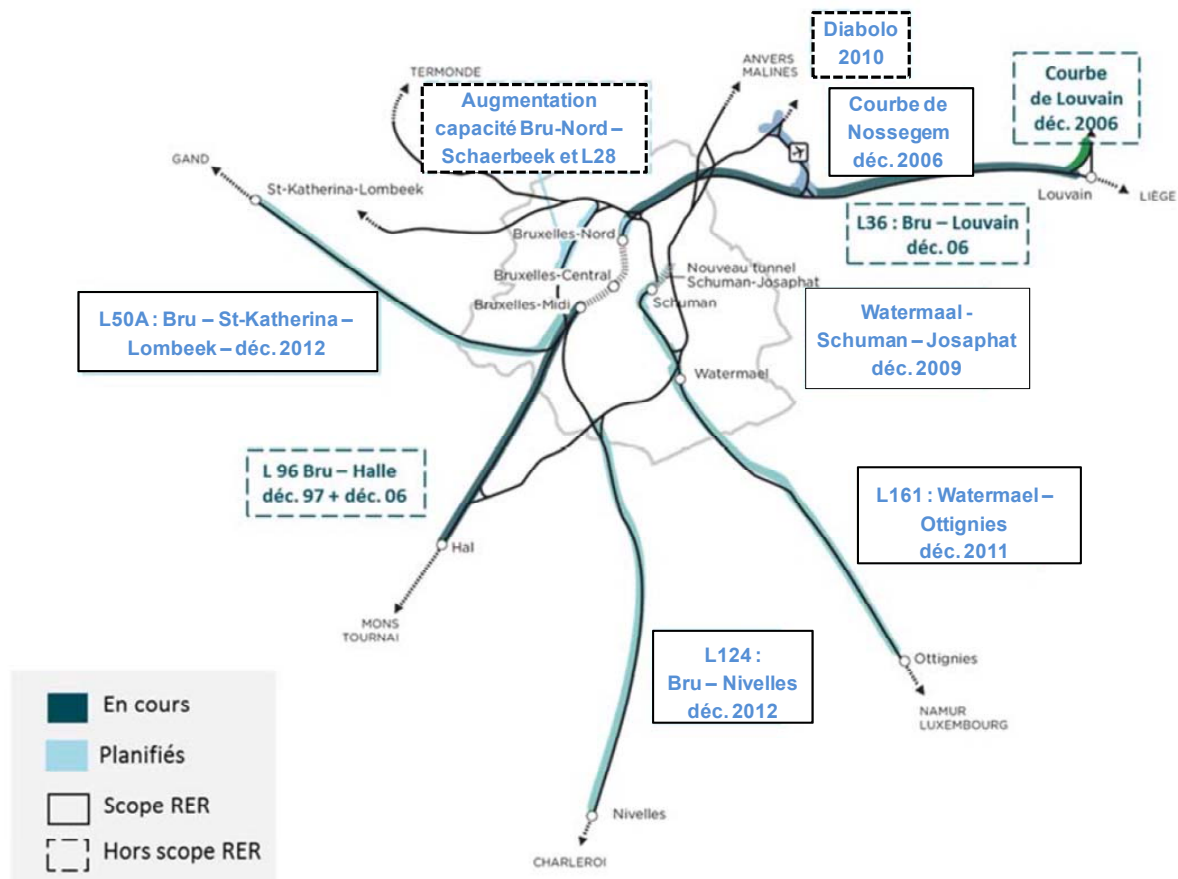 Diabolo
2010
TERMONDE
ANVERS
MALINES
Augmentation
capacité Bru-Nord –
Schaerbeek et L28
Courbe de
Nossegem
déc. 2006
Courbe
de Louvain
déc. 2006
GAND
St-Katherina-Lombeek
Louvain
LIÈGE
L36 : Bru – Louvain
déc. 06
Bruxelles-Nord
Bruxelles-Central
Bruxelles-Midi
Nouveau tunnel
Schuman-Josaphat
Schuman
L50A : Bru – St-Katherina –
Lombeek – déc. 2012
Watermaal -
Schuman – Josaphat
déc. 2009
Watermael
L 96 Bru – Halle
déc. 97 + déc. 06
L161 : Watermael –
Ottignies
déc. 2011
Hal
MONS
TOURNAI
L124 :
Bru – Nivelles
déc. 2012
Ottignies
NAMUR
LUXEMBOURG
En cours
Planifiés
Scope RER
Hors scope RER
Nivelles
CHARLEROI